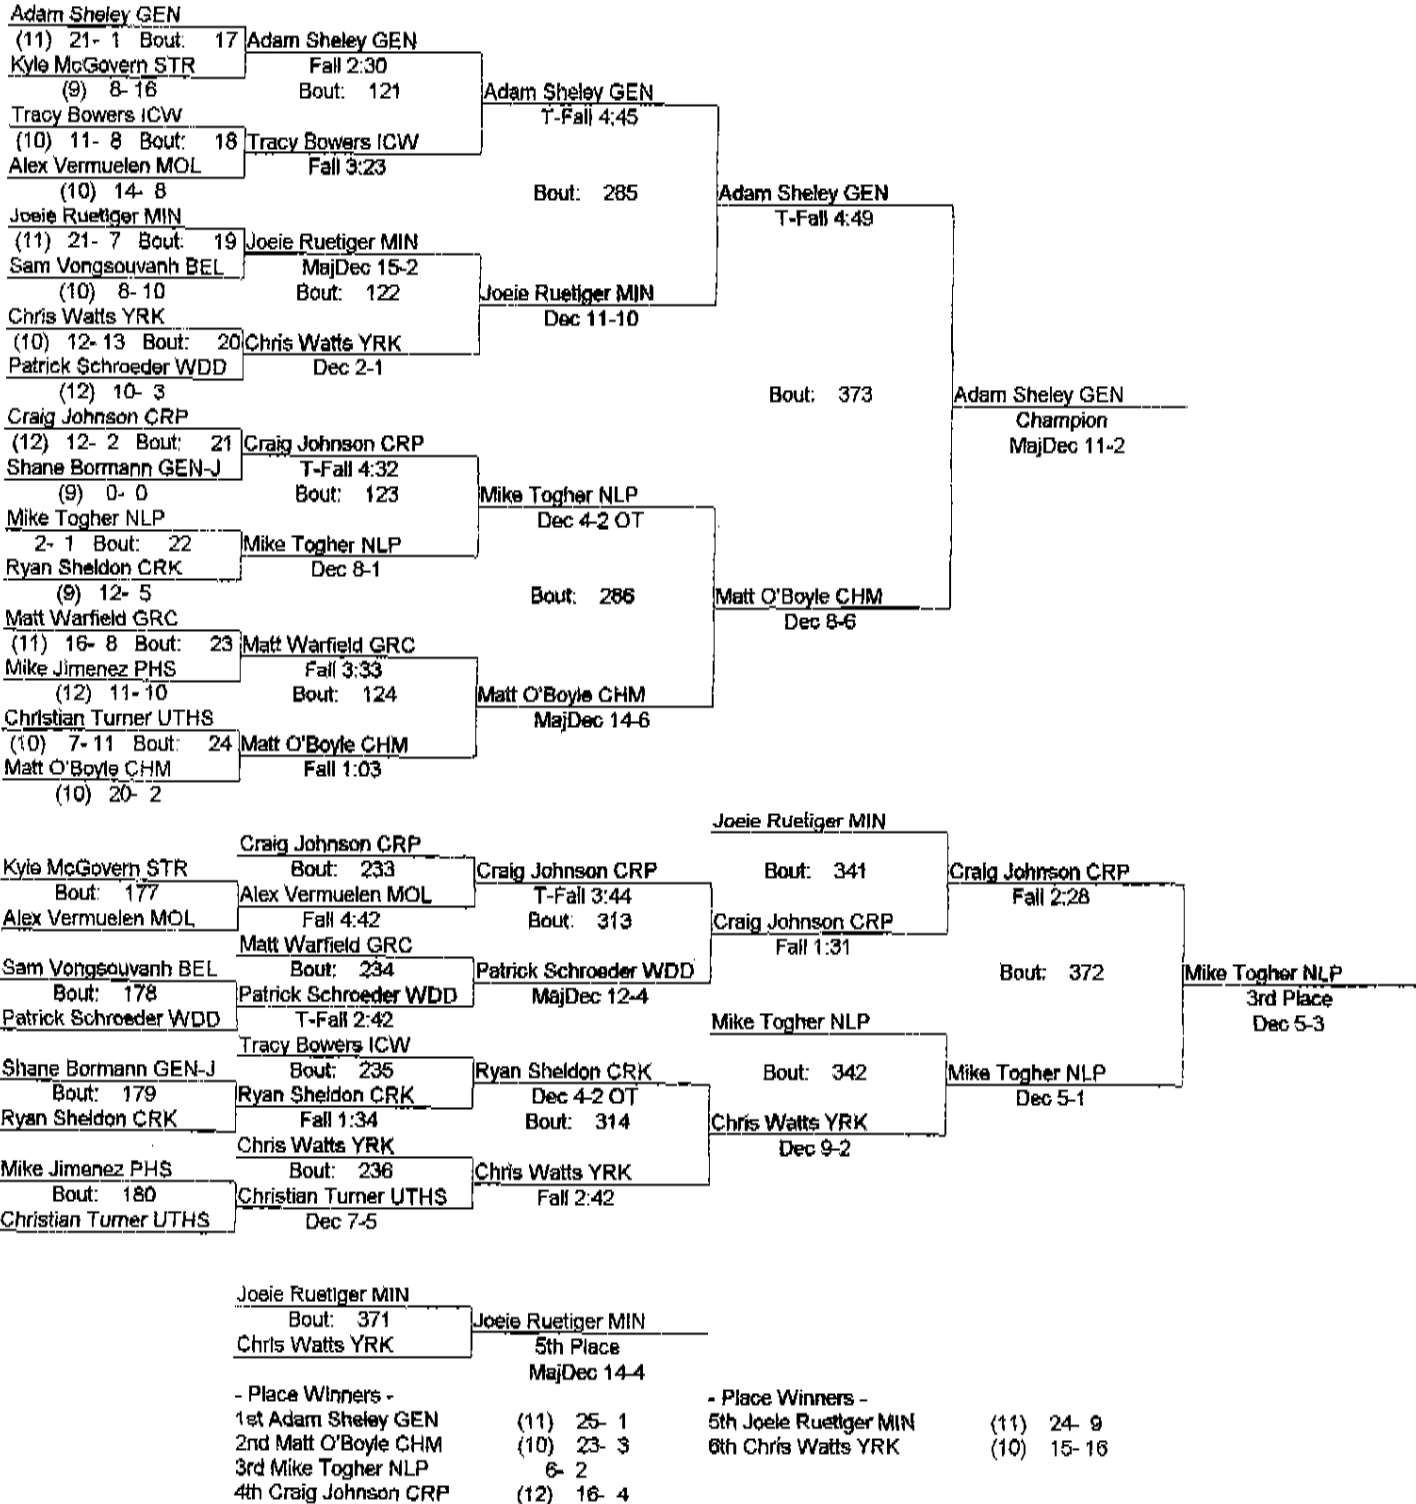 Adam Sheley GEN
(11) 21- 1 Bout: 17 Adam Sheley GEN
Kyle McGovern STR Fall 2:30
(9) 8- 16 Bout: 121 Adam Sheley GEN
Tracy Bowers ICW T-Fall 4:45
(10) 11- 8 Bout: 18 Tracy Bowers ICW
Alex Vermuelen MOL Fall 3:23
(10) 14- 8 Bout: 285 Adam Sheley GEN
Joeie Ruetiger MIN T-Fall 4:49
(11) 21- 7 Bout: 19 Joeie Ruetiger MIN
Sam Vongsouvanh BEL MajDec 15-2
(10) 8- 10 Bout: 122 Joeie Ruetiger MIN
Chris Watts YRK Dec 11-10
(10) 12- 13 Bout: 20 Chris Watts YRK
Patrick Schroeder WDD Dec 2-1
(12) 10- 3 Bout: 373 Adam Sheley GEN
Craig Johnson CRP Champion
(12) 12- 2 Bout: 21 Craig Johnson CRP MajDec 11-2
Shane Bormann GEN-J T-Fall 4:32
(9) 0- 0 Bout: 123 Mike Togher NLP
Mike Togher NLP Dec 4-2 OT
2- 1 Bout: 22 Mike Togher NLP
Ryan Sheldon CRK Dec 8-1
(9) 12- 5 Bout: 286 Matt O'Boyle CHM
Matt Warfield GRC Dec 8-6
(11) 16- 8 Bout: 23 Matt Warfield GRC
Mike Jimenez PHS Fall 3:33
(12) 11- 10 Bout: 124 Matt O'Boyle CHM
Christian Turner UTHS MajDec 14-6
(10) 7- 11 Bout: 24 Matt O'Boyle CHM
Matt O'Boyle CHM Fall 1:03
(10) 20- 2
Joeie Ruetiger MIN
Craig Johnson CRP
Kyle McGovern STR Bout: 233 Craig Johnson CRP Bout: 341 Craig Johnson CRP
Bout: 177 Alex Vermuelen MOL T-Fall 3:44 Fall 2:28
Alex Vermuelen MOL Fall 4:42 Bout: 313 Craig Johnson CRP
Matt Warfield GRC Fall 1:31
Sam Vongsouvanh BEL Bout: 234 Patrick Schroeder WDD Bout: 372 Mike Togher NLP
Bout: 178 Patrick Schroeder WDD MajDec 12-4 3rd Place
Patrick Schroeder WDD T-Fall 2:42 Mike Togher NLP Dec 5-3
Tracy Bowers ICW
Shane Bormann GEN-J Bout: 235 Ryan Sheldon CRK Bout: 342 Mike Togher NLP
Bout: 179 Ryan Sheldon CRK Dec 4-2 OT Dec 5-1
Ryan Sheldon CRK Fall 1:34 Bout: 314 Chris Watts YRK
Chris Watts YRK Dec 9-2
Mike Jimenez PHS Bout: 236 Chris Watts YRK
Bout: 180 Christian Turner UTHS Fall 2:42
Christian Turner UTHS Dec 7-5
Joeie Ruetiger MIN
Bout: 371 Joeie Ruetiger MIN
Chris Watts YRK 5th Place
MajDec 14-4
- Place Winners - - Place Winners -
1st Adam Sheley GEN (11) 25- 1 5th Joeie Ruetiger MIN (11) 24- 9
2nd Matt O'Boyle CHM (10) 23- 3 6th Chris Watts YRK (10) 15- 16
3rd Mike Togher NLP 6- 2
4th Craig Johnson CRP (12) 16- 4